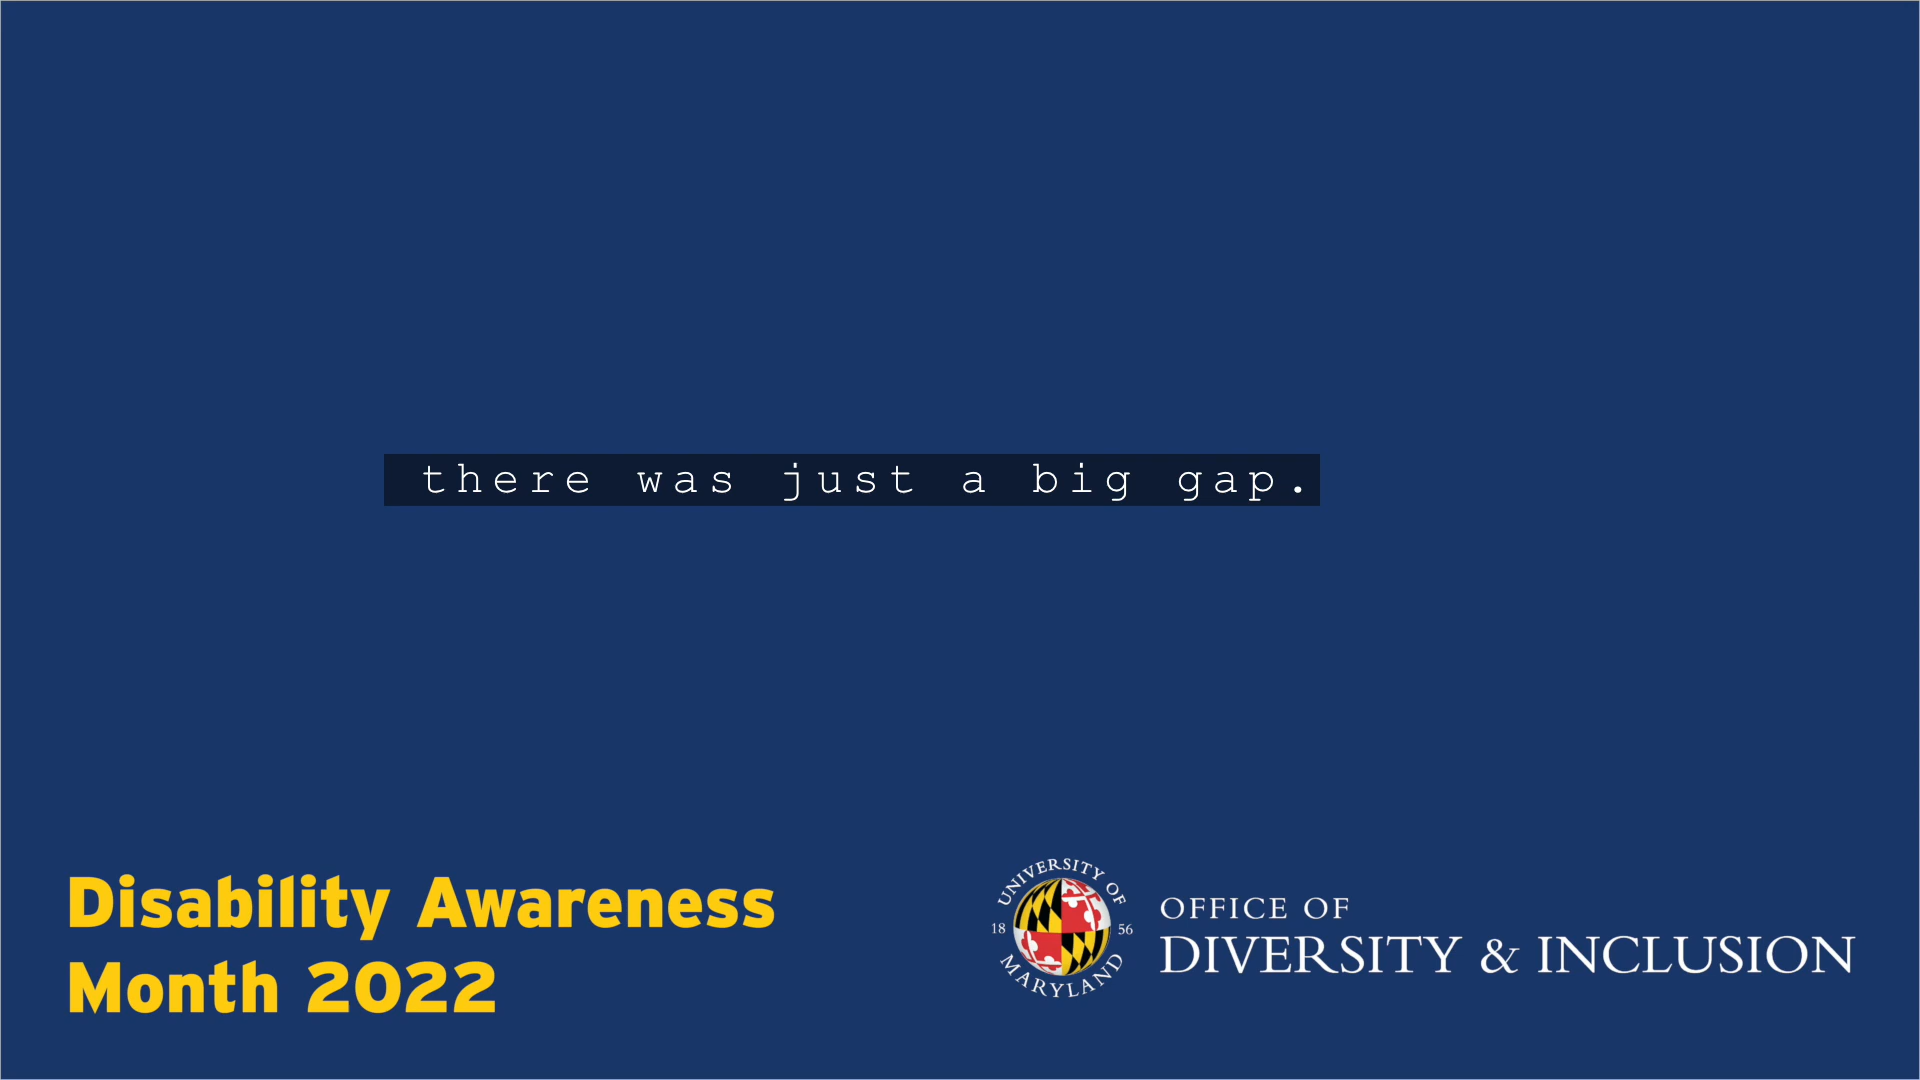 there was just a big gap.
Disability Awareness
Month 2022
UNIVERSITY OF
18 56
MARYLAND
OFFICE OF
DIVERSITY & INCLUSION